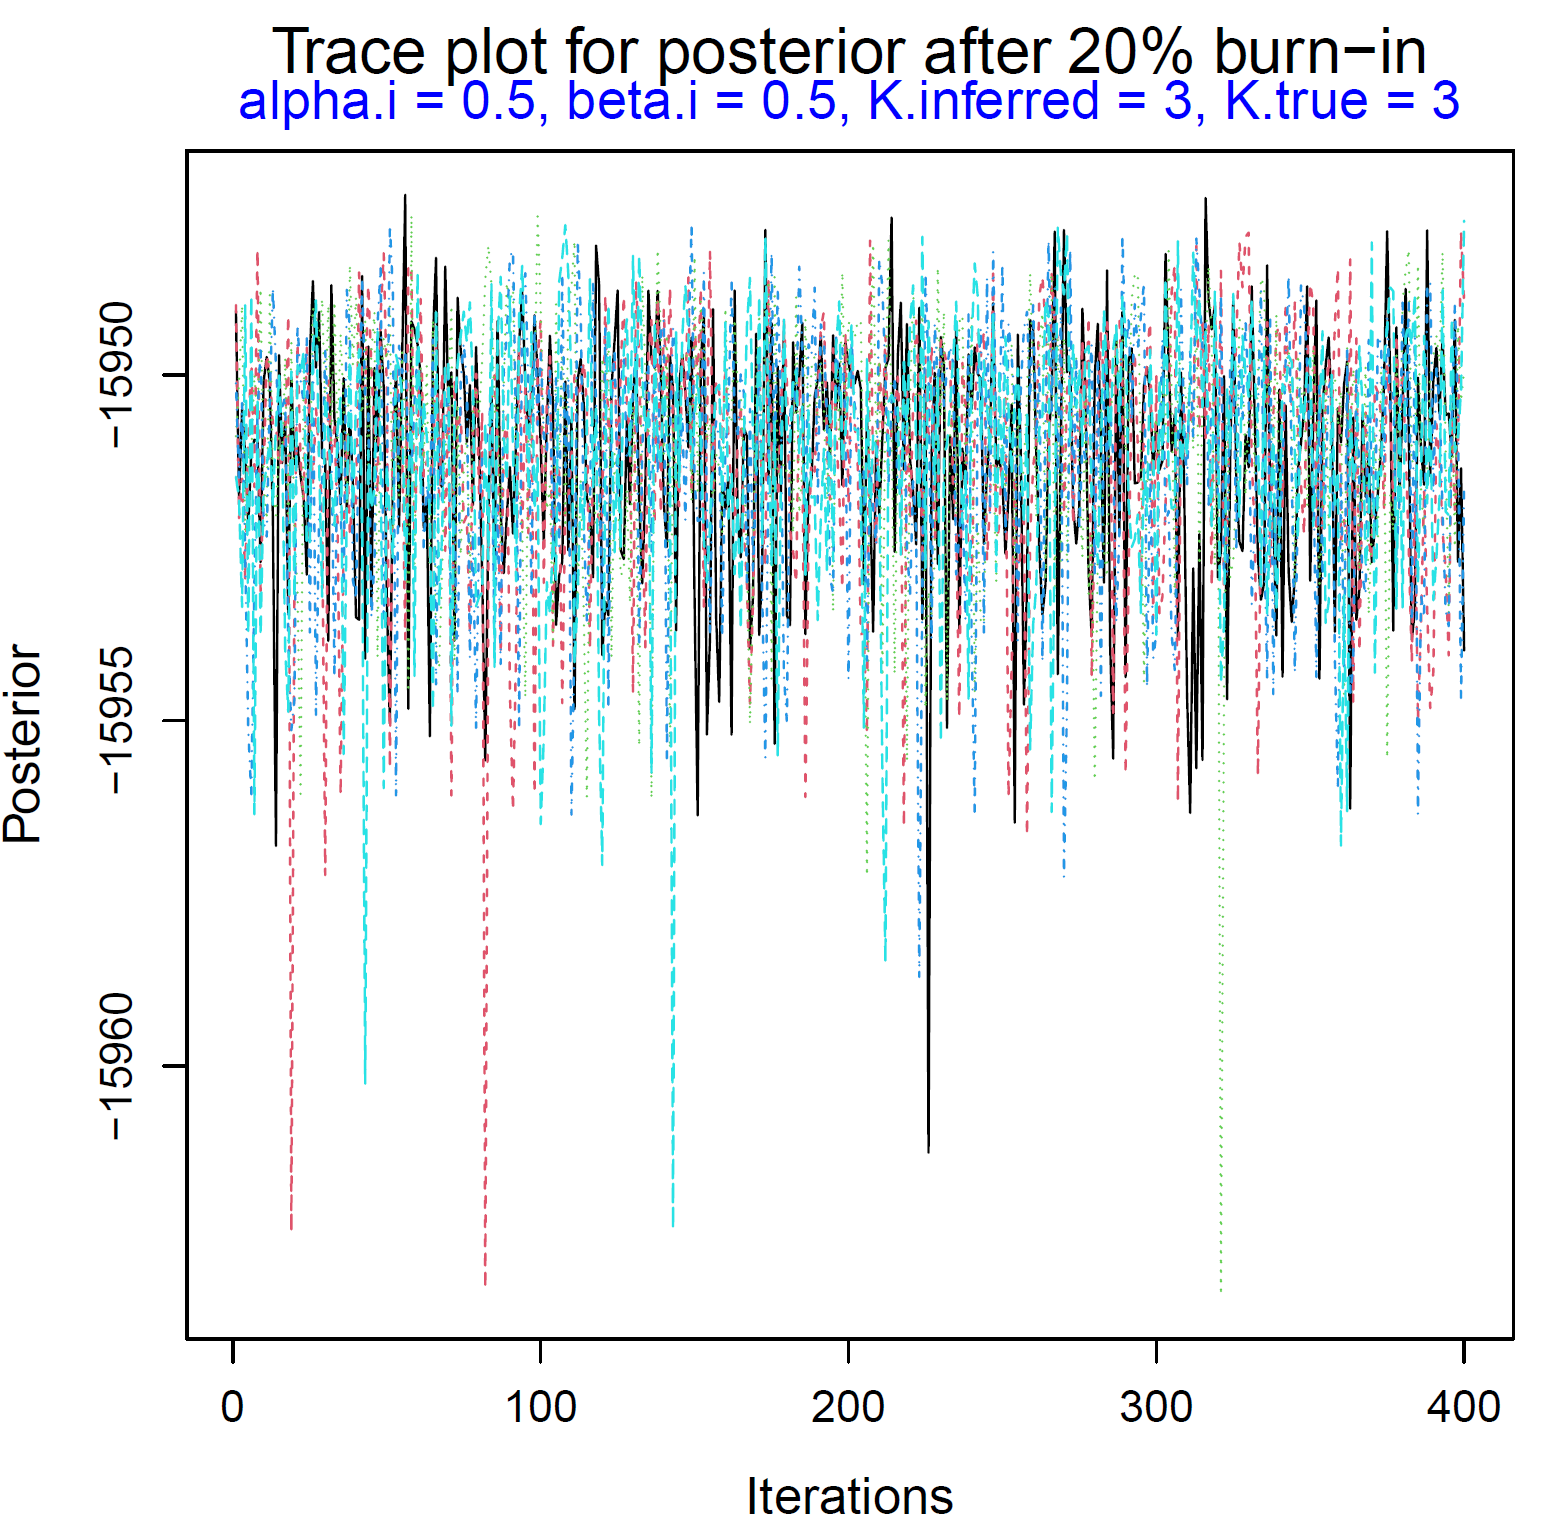 Trace plot for posterior after 20% burn−in
alpha.i = 0.5, beta.i = 0.5, K.inferred = 3, K.true = 3
Posterior
−15950
−15955
−15960
0 100 200 300 400
Iterations